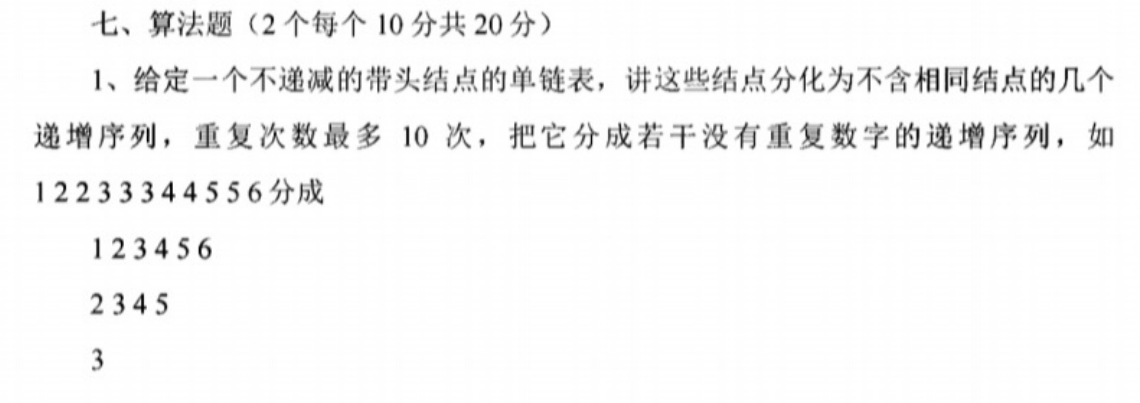 七、算法题（2 个每个 10 分共 20 分）
1、给定一个不递减的带头结点的单链表，讲这些结点分化为不含相同结点的几个
递增序列，重复次数最多 10 次，把它分成若干没有重复数字的递增序列，如
1 2 2 3 3 3 4 4 5 5 6 分成
1 2 3 4 5 6
2 3 4 5
3